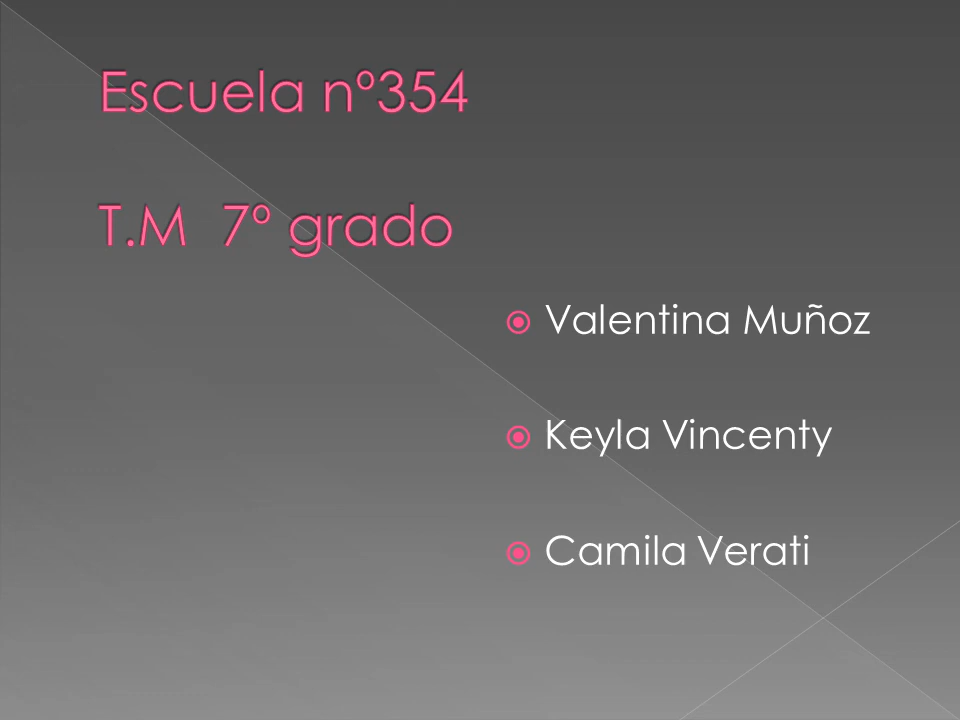 Escuela nº354
T.M 7º grado
Valentina Muñoz
Keyla Vincenty
Camila Verati